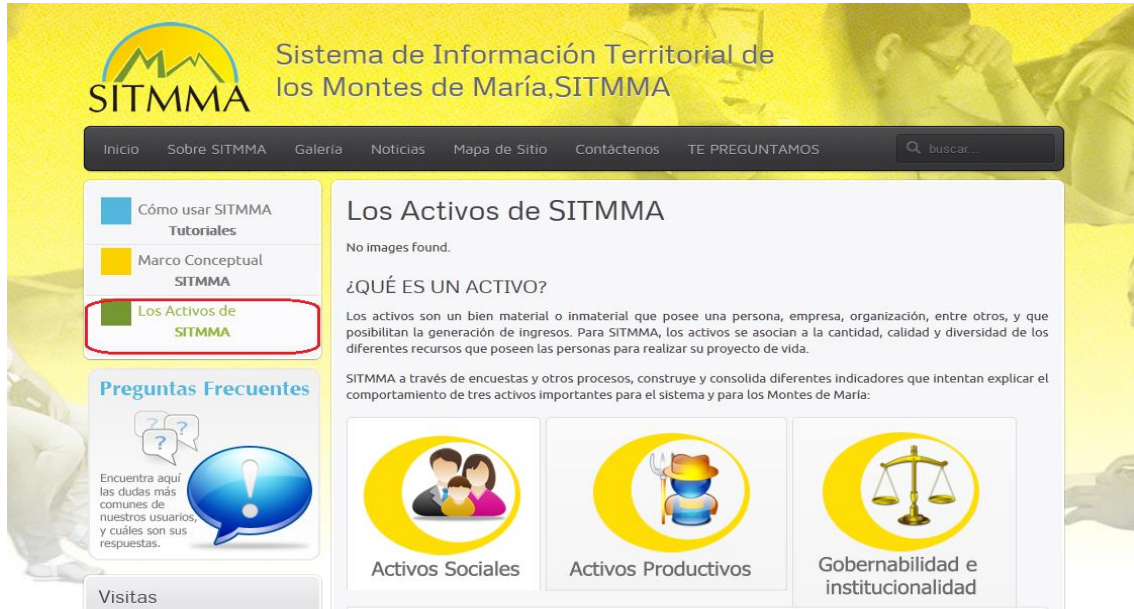 SITMMA
Sistema de Información Territorial de
los Montes de María,SITMMA
Inicio Sobre SITMMA Galería Noticias Mapa de Sitio Contáctenos TE PREGUNTAMOS buscar...
Cómo usar SITMMA
Tutoriales
Marco Conceptual
SITMMA
Los Activos de
SITMMA
Preguntas Frecuentes
? ?
?
!
Encuentra aquí
las dudas más
comunes de
nuestros usuarios,
y cuáles son sus
respuestas.
Visitas
Los Activos de SITMMA
No images found.
¿QUÉ ES UN ACTIVO?
Los activos son un bien material o inmaterial que posee una persona, empresa, organización, entre otros, y que
posibilitan la generación de ingresos. Para SITMMA, los activos se asocian a la cantidad, calidad y diversidad de los
diferentes recursos que poseen las personas para realizar su proyecto de vida.
SITMMA a través de encuestas y otros procesos, construye y consolida diferentes indicadores que intentan explicar el
comportamiento de tres activos importantes para el sistema y para los Montes de María:
Activos Sociales
Activos Productivos
Gobernabilidad e
institucionalidad